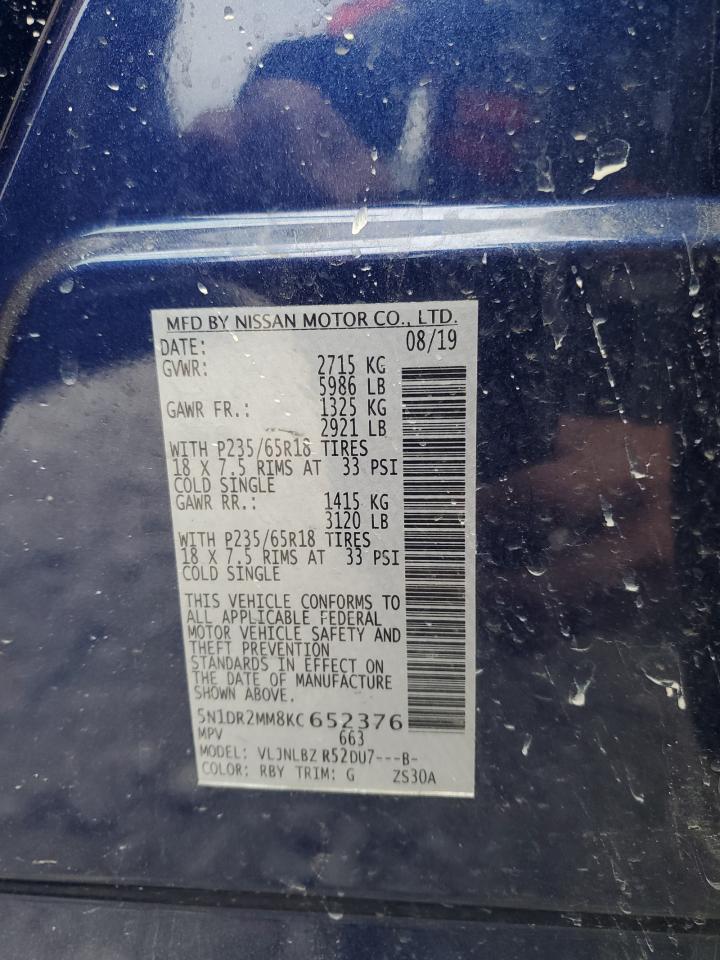 MFD BY NISSAN MOTOR CO., LTD.
DATE: 08/19
GVWR: 2715 KG
5986 LB
GAWR FR.: 1325 KG
2921 LB
WITH P235/65R18 TIRES
18 X 7.5 RIMS AT 33 PSI
COLD SINGLE
GAWR RR.: 1415 KG
3120 LB
WITH P235/65R18 TIRES
18 X 7.5 RIMS AT 33 PSI
COLD SINGLE
THIS VEHICLE CONFORMS TO
ALL APPLICABLE FEDERAL
MOTOR VEHICLE SAFETY AND
THEFT PREVENTION
STANDARDS IN EFFECT ON
THE DATE OF MANUFACTURE
SHOWN ABOVE.
5N1DR2MM8KC652376
MPV 663
MODEL: VLJNLBZ R52DU7---B-
COLOR: RBY TRIM: G ZS30A